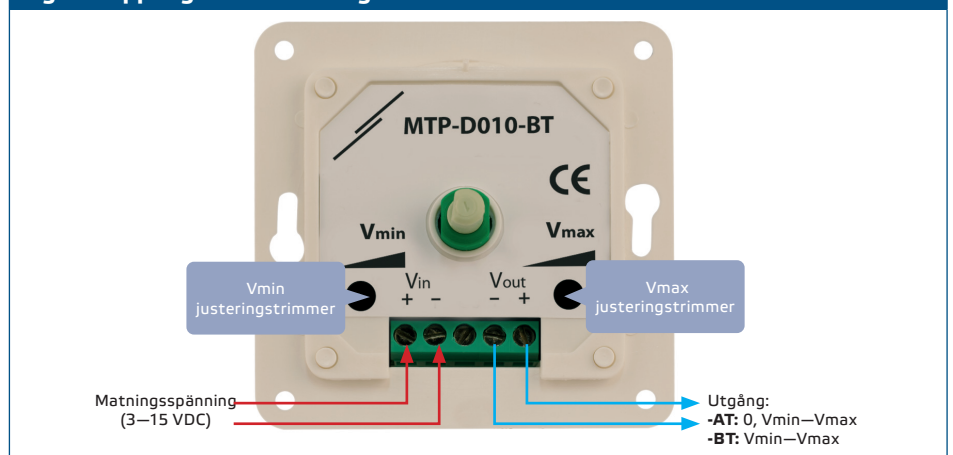 MTP-D010-BT
CE
Vmin
Vmax
Vin
Vout
+ −
− +
Vmin
justeringstrimmer
Vmax
justeringstrimmer
Matningsspänning
(3—15 VDC)
Utgång:
-AT: 0, Vmin—Vmax
-BT: Vmin—Vmax